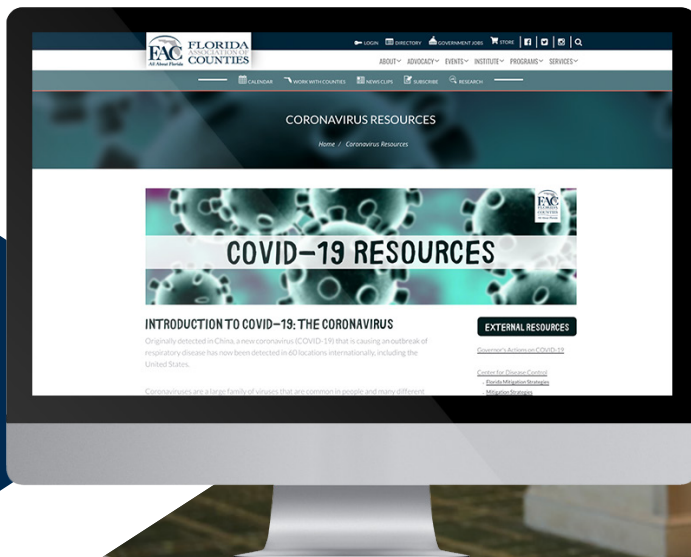 FAC
All About Florida
FLORIDA
ASSOCIATION OF
COUNTIES
LOGIN DIRECTORY GOVERNMENT JOBS STORE
ABOUT ADVOCACY EVENTS INSTITUTE PROGRAMS SERVICES
CALENDAR WORK WITH COUNTIES NEWS CLIPS SUBSCRIBE RESEARCH
CORONAVIRUS RESOURCES
Home / Coronavirus Resources
FAC
COVID-19 RESOURCES
INTRODUCTION TO COVID-19: THE CORONAVIRUS
Originally detected in China, a new coronavirus (COVID-19) that is causing an outbreak of
respiratory disease has now been detected in 60 locations internationally, including the
United States.
Coronaviruses are a large family of viruses that are common in people and many different
EXTERNAL RESOURCES
Governor's Actions on COVID-19
Center for Disease Control
- Florida Mitigation Strategies
- Mitigation Strategies